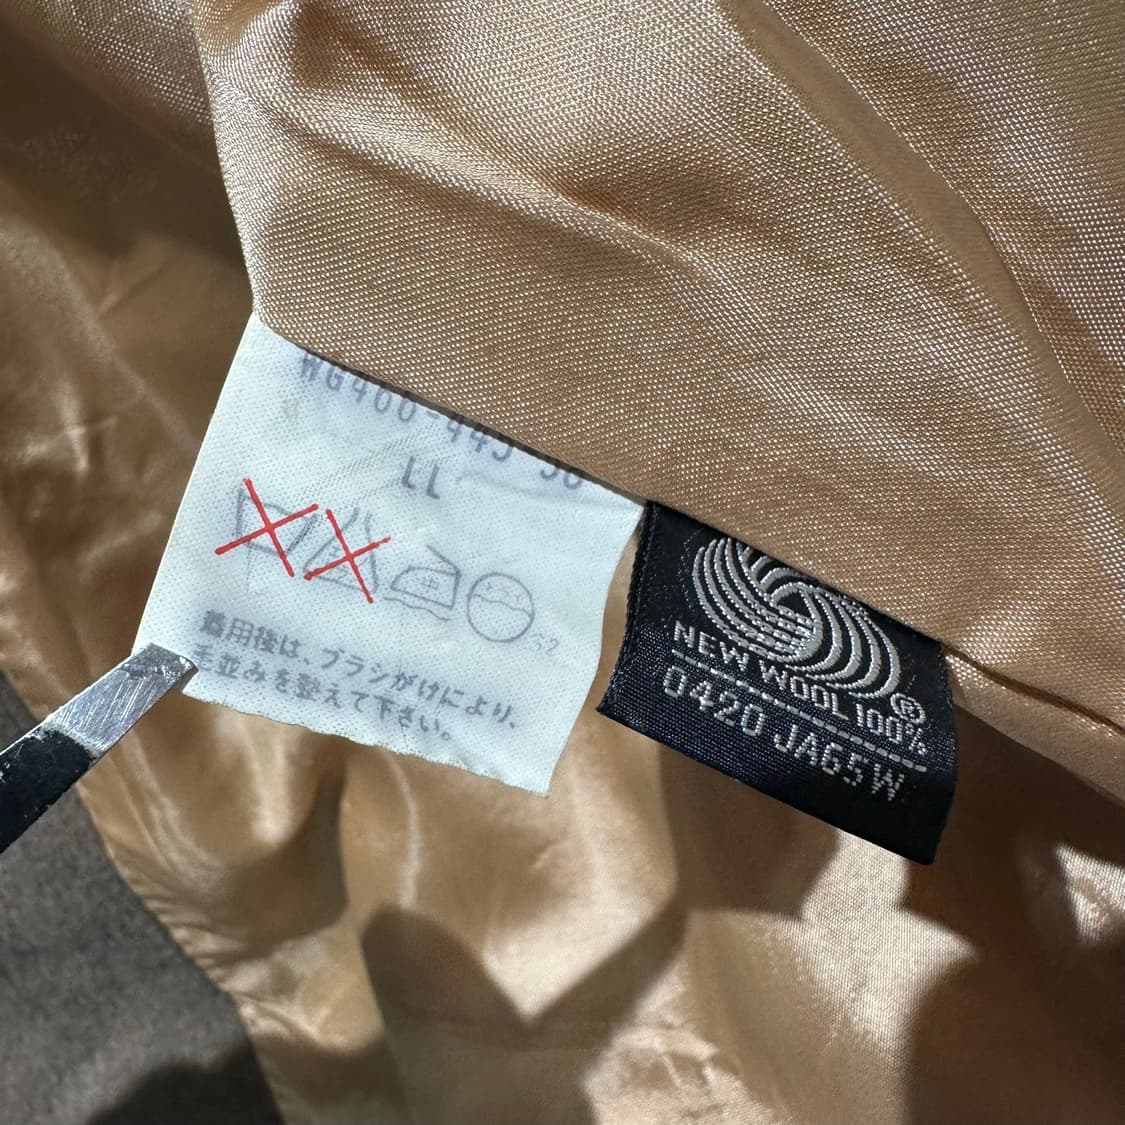 WG466-445 50
LL
着用後は、ブラシがけにより、
毛並みを整えて下さい。
NEW WOOL 100%
®
0420 JA65W